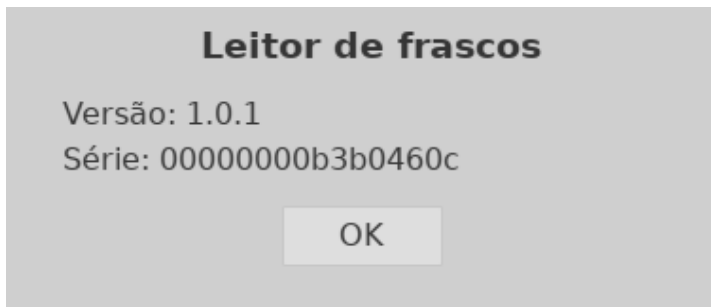 Leitor de frascos
Versão: 1.0.1
Série: 00000000b3b0460c
OK